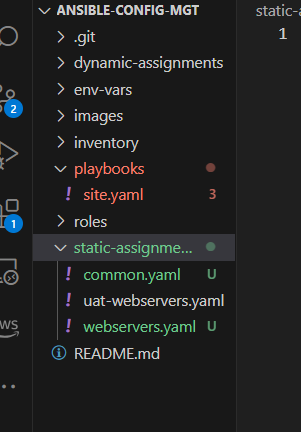 ANSIBLE-CONFIG-MGT
static-a
.git
1
dynamic-assignments
env-vars
2
images
inventory
playbooks
! site.yaml 3
roles
1
static-assignme...
! common.yaml U
! uat-webservers.yaml
ws
! webservers.yaml U
README.md
...